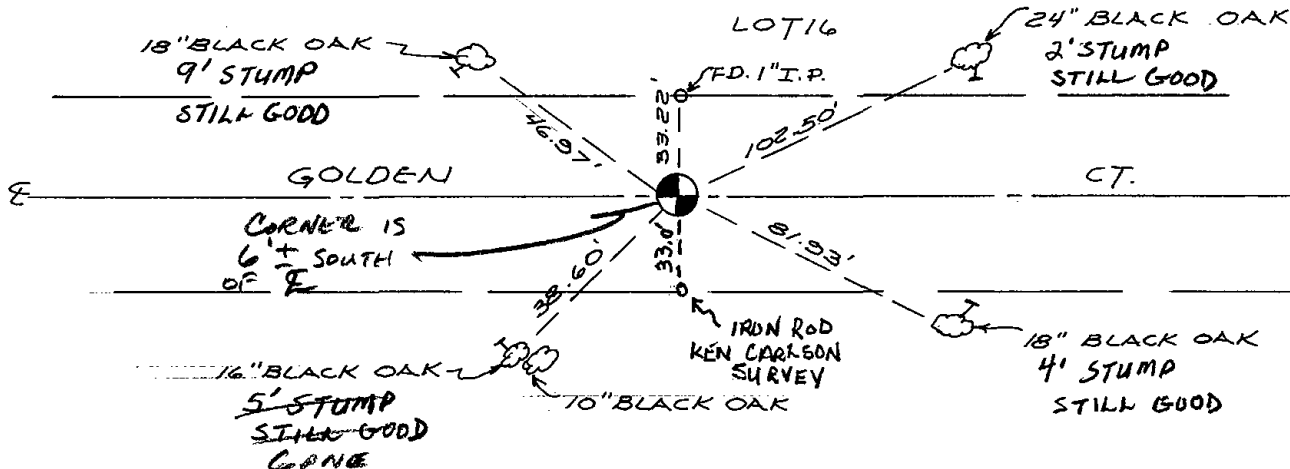 LOT 16
24" BLACK OAK
2' STUMP
STILL GOOD
18" BLACK OAK
9' STUMP
STILL GOOD
FD. 1" I.P.
33.22'
46.97'
102.50'
GOLDEN CT.
℄
CORNER IS
6' ± SOUTH
OF ℄
38.60'
33.0'
81.93'
IRON ROD
KEN CARLSON
SURVEY
18" BLACK OAK
4' STUMP
STILL GOOD
16" BLACK OAK
5' STUMP
STILL GOOD
GONE
10" BLACK OAK